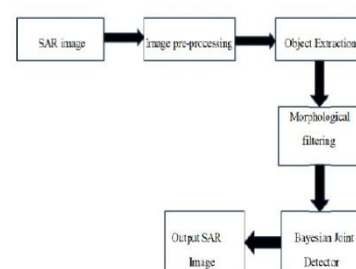 SAR image
Image pre-processing
Object Extraction
Morphological
filtering
Bayesian Joint
Detector
Output SAR
Image